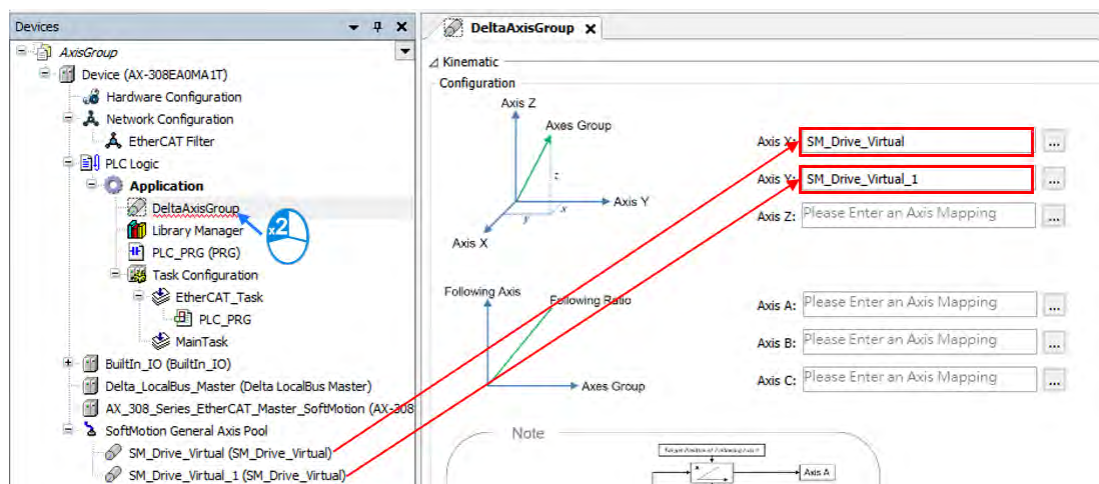 Devices
AxisGroup
Device (AX-308EA0MA1T)
Hardware Configuration
Network Configuration
EtherCAT Filter
PLC Logic
Application
DeltaAxisGroup
x2
Library Manager
PLC_PRG (PRG)
Task Configuration
EtherCAT_Task
PLC_PRG
MainTask
BuiltIn_IO (BuiltIn_IO)
Delta_LocalBus_Master (Delta LocalBus Master)
AX_308_Series_EtherCAT_Master_SoftMotion (AX-308
SoftMotion General Axis Pool
SM_Drive_Virtual (SM_Drive_Virtual)
SM_Drive_Virtual_1 (SM_Drive_Virtual)
DeltaAxisGroup
Kinematic
Configuration
Axis Z
Axes Group
z
Axis Y
x
y
Axis X
Axis X: SM_Drive_Virtual ...
Axis Y: SM_Drive_Virtual_1 ...
Axis Z: Please Enter an Axis Mapping ...
Following Axis
Following Ratio
Axes Group
Axis A: Please Enter an Axis Mapping ...
Axis B: Please Enter an Axis Mapping ...
Axis C: Please Enter an Axis Mapping ...
Note
Axis A